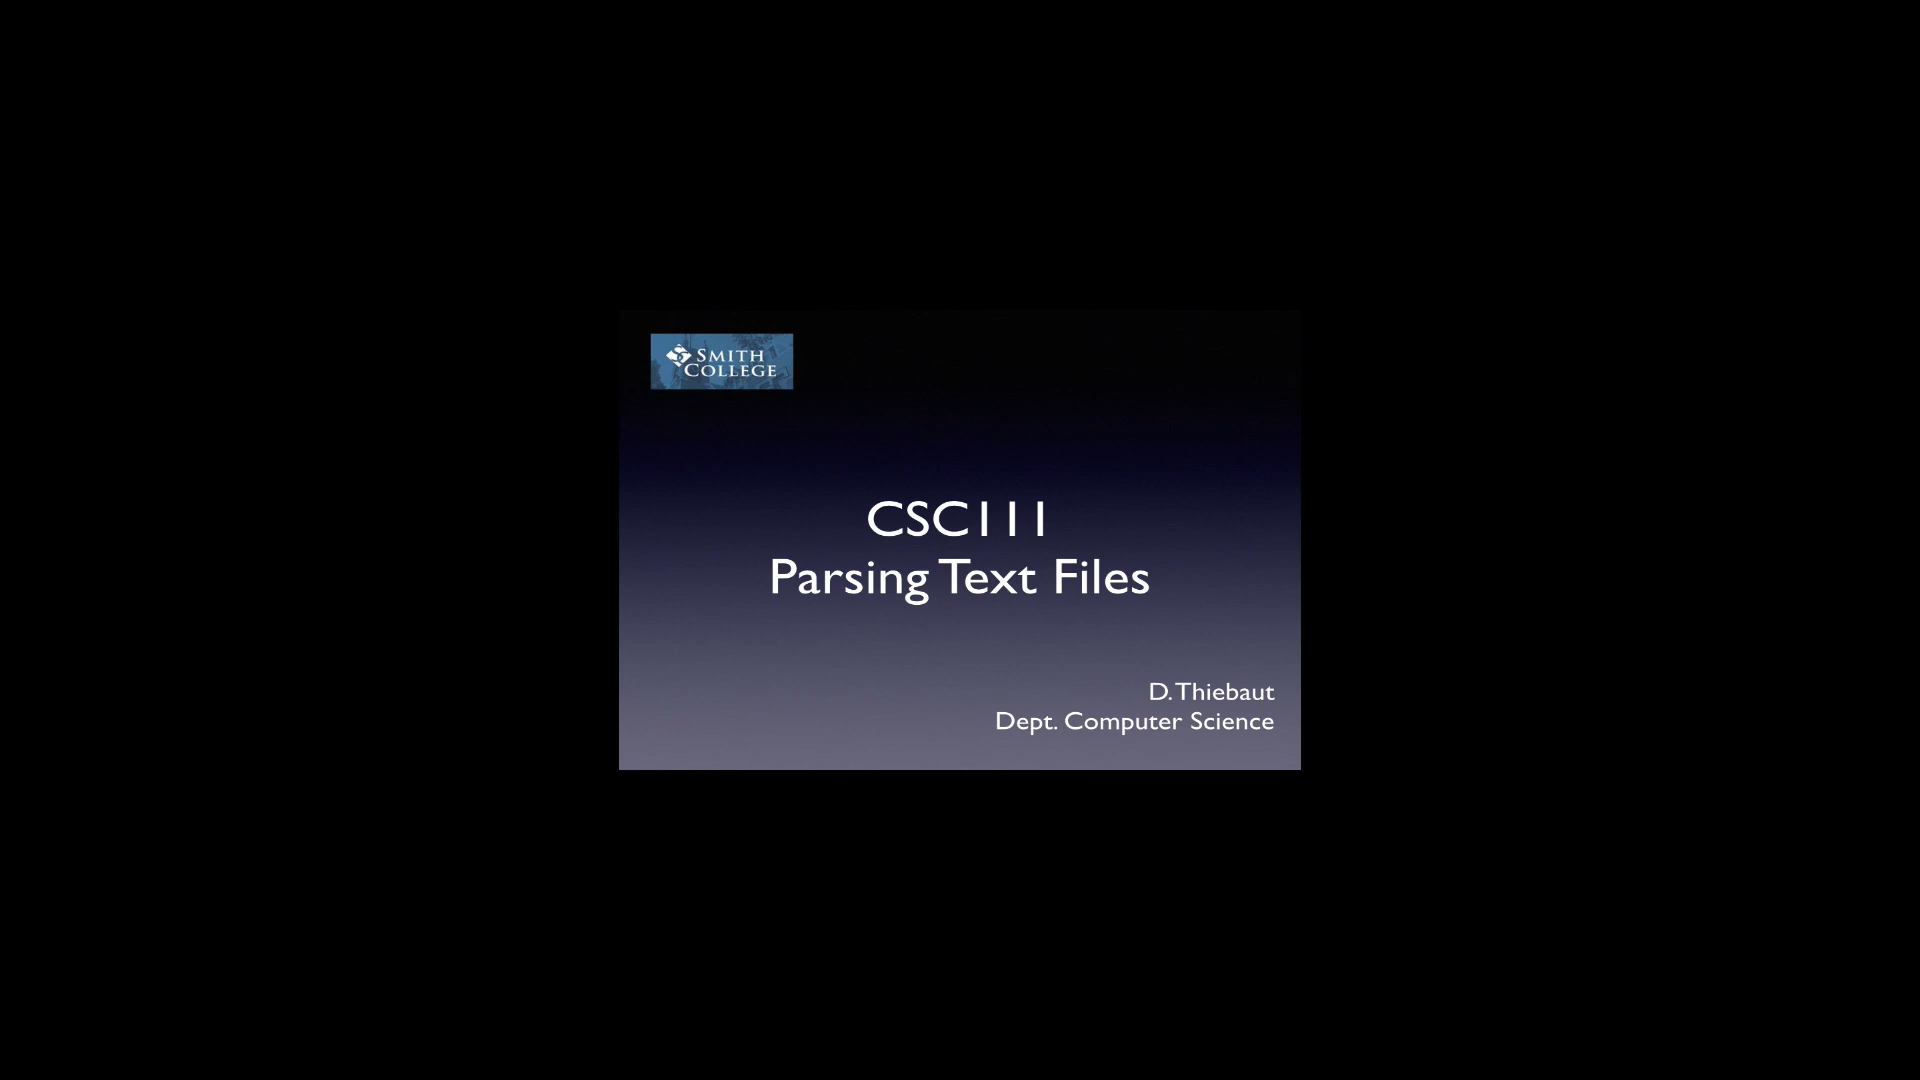 SMITH
COLLEGE
CSC111
Parsing Text Files
D. Thiebaut
Dept. Computer Science